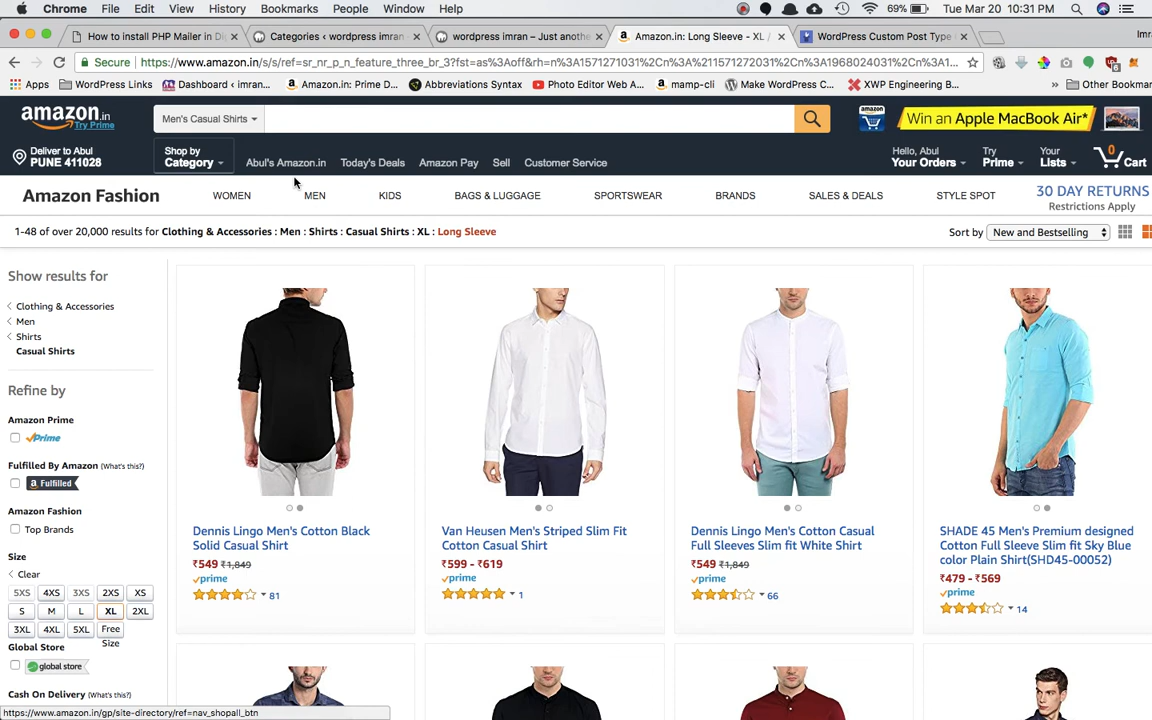 Chrome File Edit View History Bookmarks People Window Help 69% Tue Mar 20 10:31 PM
How to install PHP Mailer in Di
Categories ‹ wordpress imran
wordpress imran – Just anothe
Amazon.in: Long Sleeve - XL /
WordPress Custom Post Type
Imra
Secure https://www.amazon.in/s/s/ref=sr_nr_p_n_feature_three_br_3?fst=as%3Aoff&rh=n%3A1571271031%2Cn%3A%211571272031%2Cn%3A1968024031%2Cn%3A1...
6
Apps WordPress Links Dashboard ‹ imran... Amazon.in: Prime D... Abbreviations Syntax Photo Editor Web A... mamp-cli Make WordPress C... XWP Engineering B... » Other Bookmar
amazon.in
Try Prime
Men's Casual Shirts
amazon
Win an Apple MacBook Air*
Deliver to Abul
PUNE 411028
Shop by
Category
Abul's Amazon.in Today's Deals Amazon Pay Sell Customer Service
Hello, Abul
Your Orders
Try
Prime
Your
Lists
0
Cart
Amazon Fashion
WOMEN MEN KIDS BAGS & LUGGAGE SPORTSWEAR BRANDS SALES & DEALS STYLE SPOT
30 DAY RETURNS
Restrictions Apply
1-48 of over 20,000 results for Clothing & Accessories : Men : Shirts : Casual Shirts : XL : Long Sleeve
Sort by New and Bestselling
Show results for
‹ Clothing & Accessories
‹ Men
‹ Shirts
Casual Shirts
Refine by
Amazon Prime
Prime
Fulfilled By Amazon (What's this?)
a Fulfilled
Amazon Fashion
Top Brands
Size
‹ Clear
5XS 4XS 3XS 2XS XS
S M L XL 2XL
3XL 4XL 5XL Free Size
Global Store
global store
Cash On Delivery (What's this?)
Dennis Lingo Men's Cotton Black
Solid Casual Shirt
₹549 ₹1,849
prime
81
Van Heusen Men's Striped Slim Fit
Cotton Casual Shirt
₹599 - ₹619
prime
1
Dennis Lingo Men's Cotton Casual
Full Sleeves Slim fit White Shirt
₹549 ₹1,849
prime
66
SHADE 45 Men's Premium designed
Cotton Full Sleeve Slim fit Sky Blue
color Plain Shirt(SHD45-00052)
₹479 - ₹569
prime
14
https://www.amazon.in/gp/site-directory/ref=nav_shopall_btn